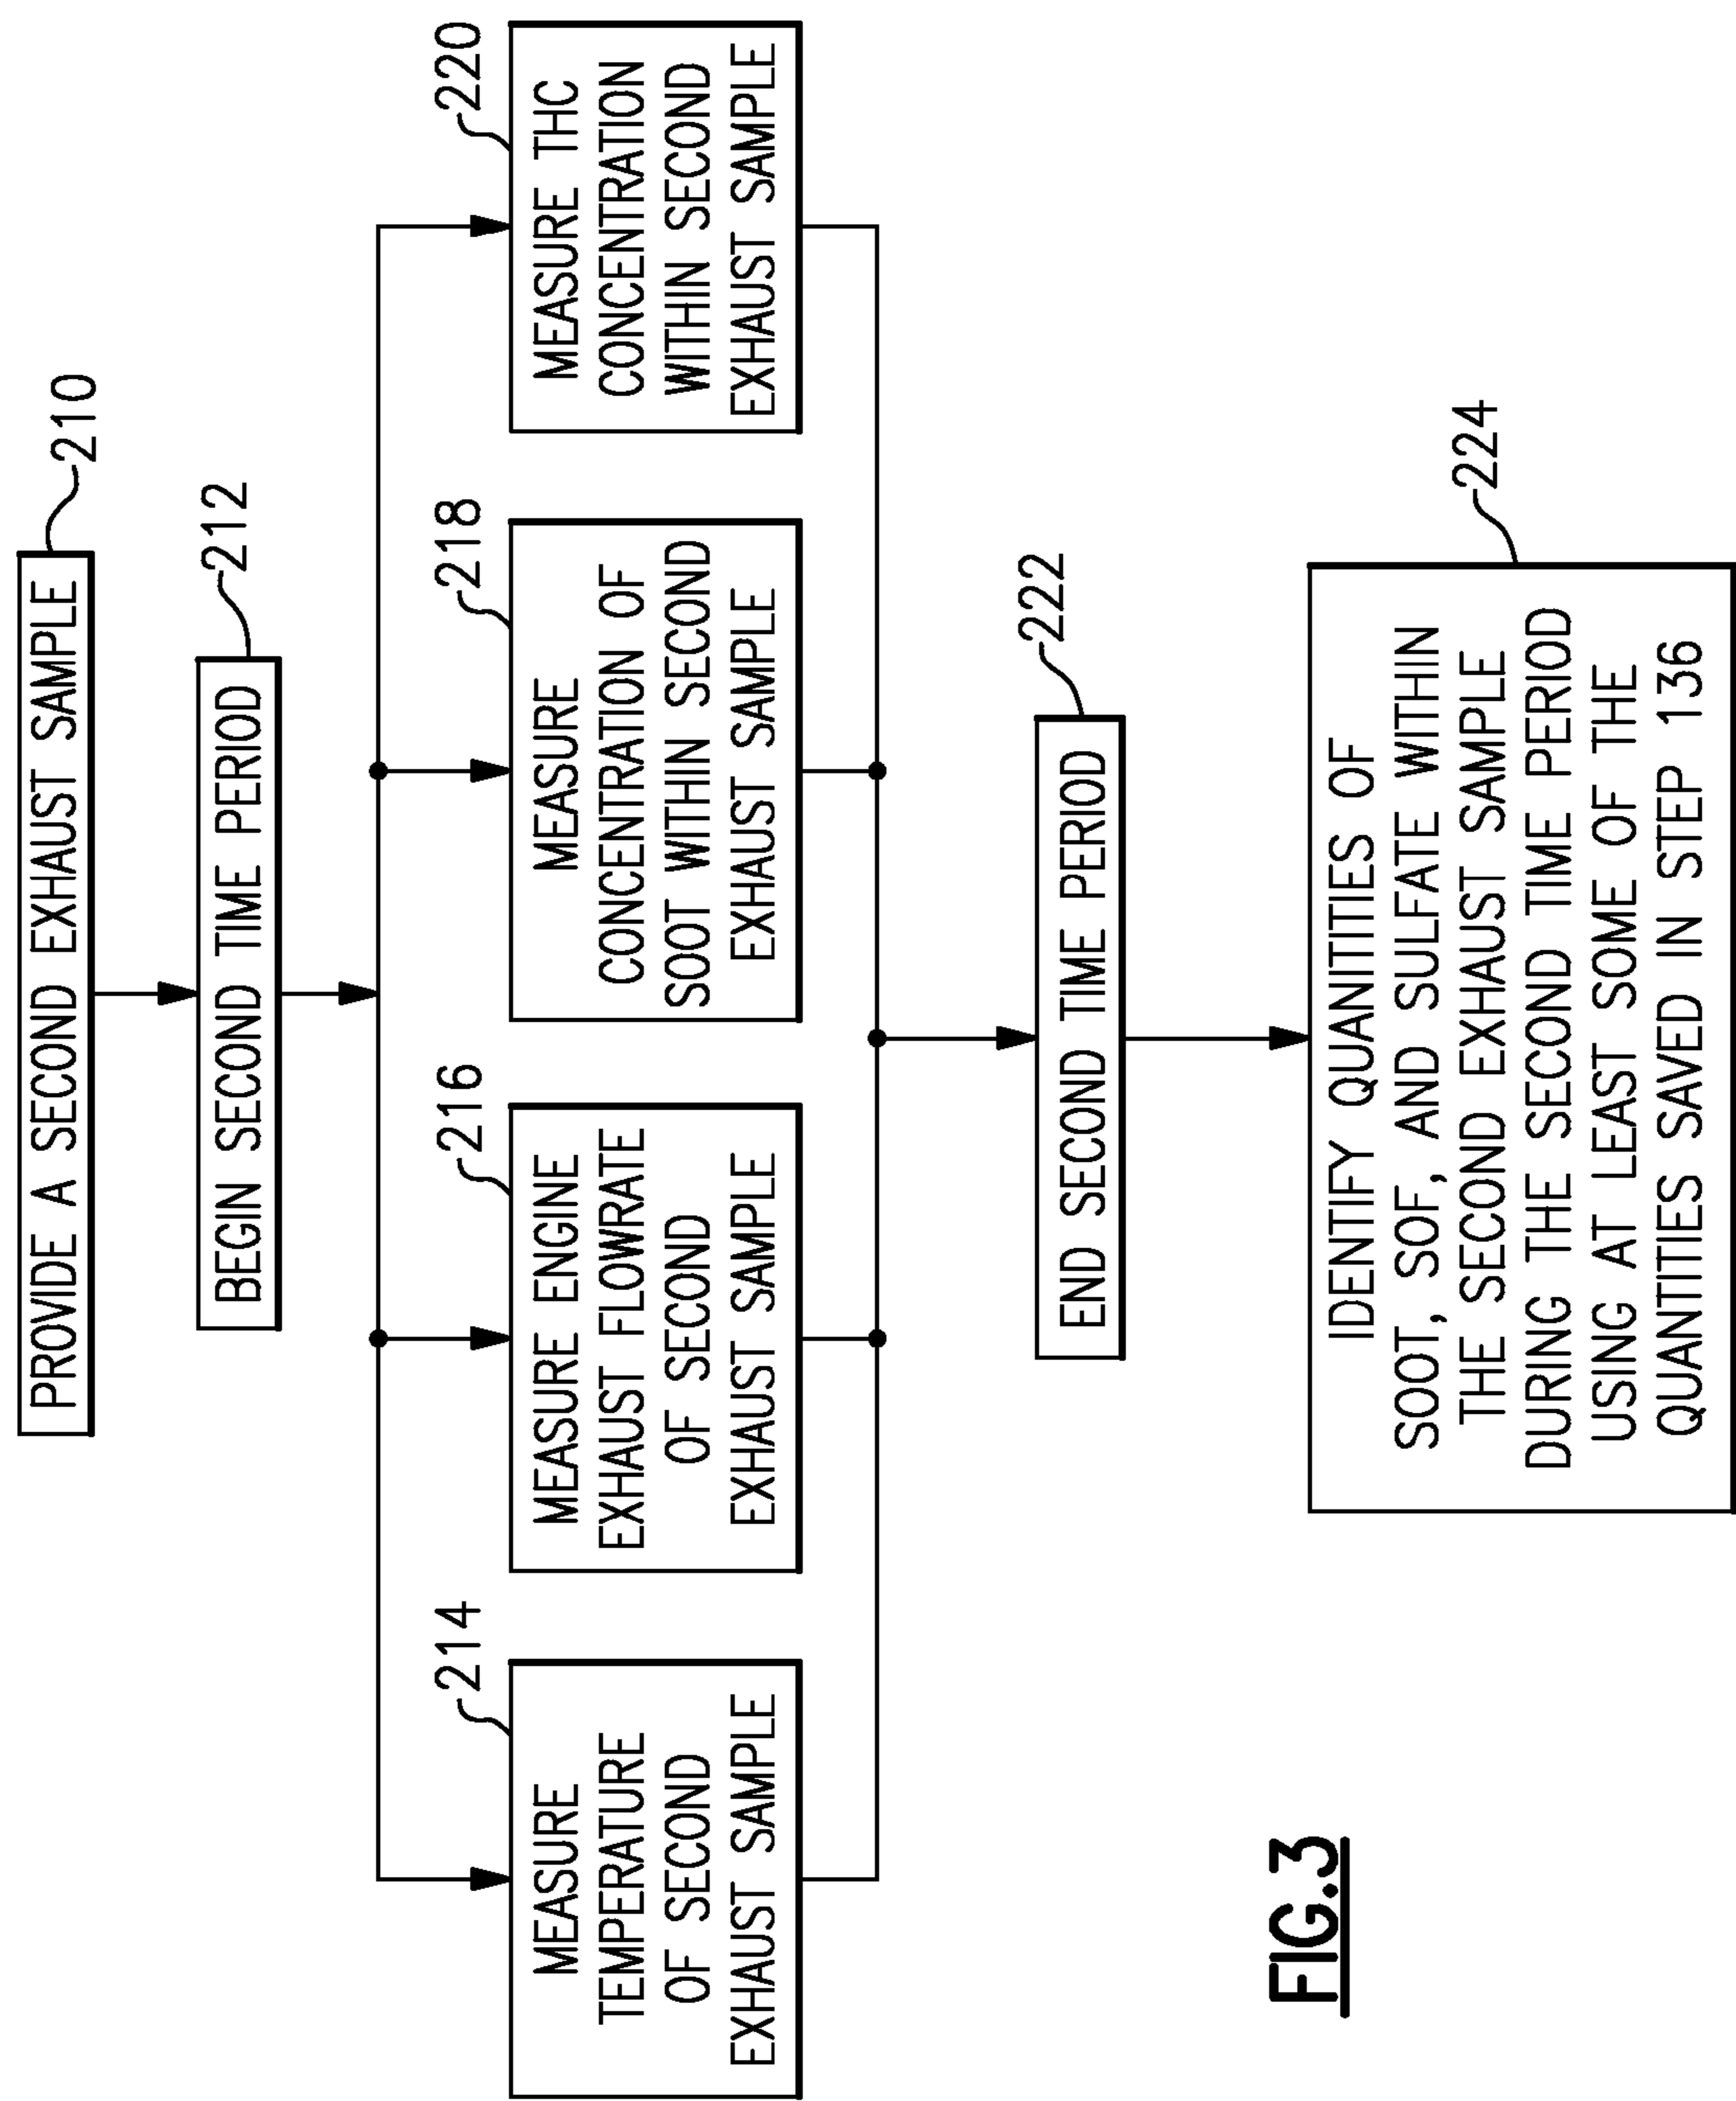 PROVIDE A SECOND EXHAUST SAMPLE
210
BEGIN SECOND TIME PERIOD
212
MEASURE
TEMPERATURE
OF SECOND
EXHAUST SAMPLE
214
MEASURE ENGINE
EXHAUST FLOWRATE
OF SECOND
EXHAUST SAMPLE
216
MEASURE
CONCENTRATION OF
SOOT WITHIN SECOND
EXHAUST SAMPLE
218
MEASURE THC
CONCENTRATION
WITHIN SECOND
EXHAUST SAMPLE
220
END SECOND TIME PERIOD
222
IDENTIFY QUANITITIES OF
SOOT, SOF, AND SULFATE WITHIN
THE SECOND EXHAUST SAMPLE
DURING THE SECOND TIME PERIOD
USING AT LEAST SOME OF THE
QUANTITIES SAVED IN STEP 136
224
FIG.3